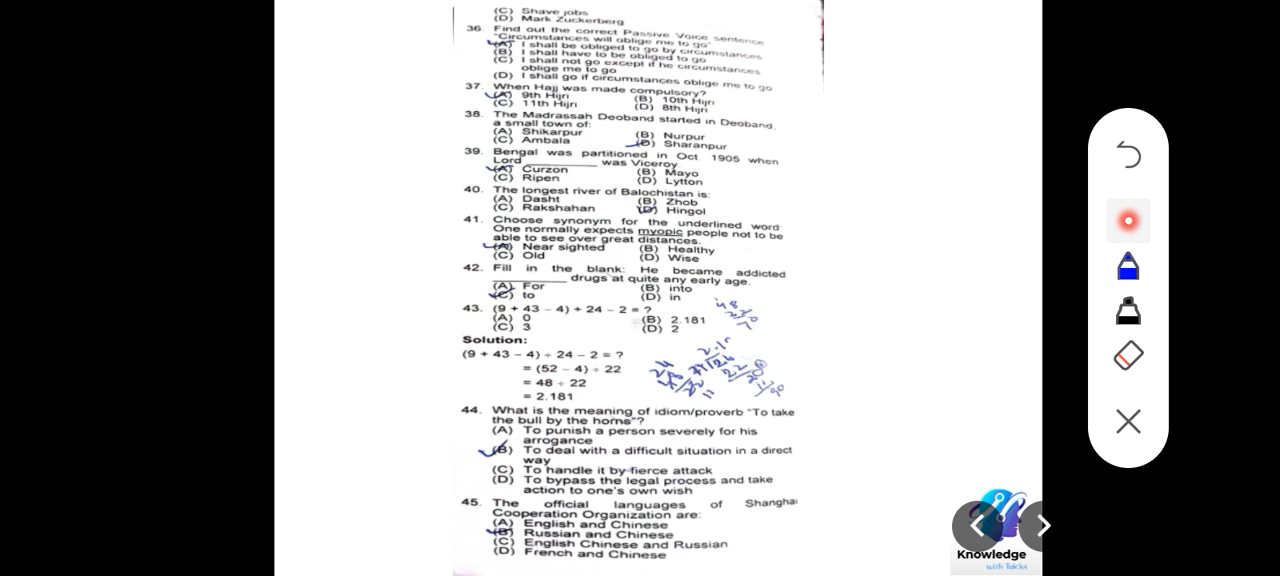 (C) Shave jobs
(D) Mark Zuckerberg
36. Find out the correct Passive Voice sentence
"Circumstances will oblige me to go"
(A) I shall be obliged to go by circumstances
(B) I shall have to be obliged to go
(C) I shall not go except if he circumstances
oblige me to go
(D) I shall go if circumstances oblige me to go
37. When Hajj was made compulsory?
(A) 9th Hijri (B) 10th Hijri
(C) 11th Hijri (D) 8th Hijri
38. The Madrassah Deoband started in Deoband,
a small town of:
(A) Shikarpur (B) Nurpur
(C) Ambala (D) Sharanpur
39. Bengal was partitioned in Oct 1905 when
Lord ________ was Viceroy
(A) Curzon (B) Mayo
(C) Ripen (D) Lytton
40. The longest river of Balochistan is:
(A) Dasht (B) Zhob
(C) Rakshahan (D) Hingol
41. Choose synonym for the underlined word:
One normally expects myopic people not to be
able to see over great distances.
(A) Near sighted (B) Healthy
(C) Old (D) Wise
42. Fill in the blank: He became addicted
________ drugs at quite any early age.
(A) For (B) into
(C) to (D) in
43. (9 + 43 – 4) ÷ 24 – 2 = ?
(A) 0 (B) 2.181
(C) 3 (D) 2
Solution:
(9 + 43 – 4) ÷ 24 – 2 = ?
= (52 – 4) ÷ 22
= 48 ÷ 22
= 2.181
44. What is the meaning of idiom/proverb "To take
the bull by the horns"?
(A) To punish a person severely for his
arrogance
(B) To deal with a difficult situation in a direct
way
(C) To handle it by fierce attack
(D) To bypass the legal process and take
action to one's own wish
45. The official languages of Shanghai
Cooperation Organization are:
(A) English and Chinese
(B) Russian and Chinese
(C) English Chinese and Russian
(D) French and Chinese
Knowledge
with Tricks